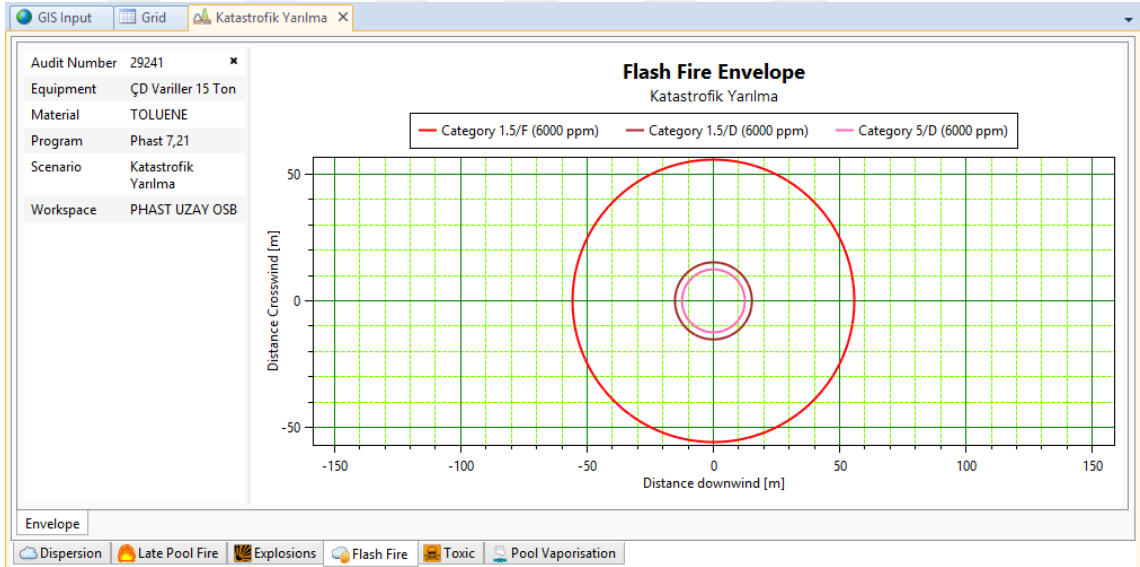 GIS Input
Grid
Katastrofik Yarılma
Audit Number 29241
Equipment ÇD Variller 15 Ton
Material TOLUENE
Program Phast 7,21
Scenario Katastrofik
Yarılma
Workspace PHAST UZAY OSB
Flash Fire Envelope
Katastrofik Yarılma
Category 1.5/F (6000 ppm)
Category 1.5/D (6000 ppm)
Category 5/D (6000 ppm)
Distance Crosswind [m]
50
0
-50
-150 -100 -50 0 50 100 150
Distance downwind [m]
Envelope
Dispersion
Late Pool Fire
Explosions
Flash Fire
Toxic
Pool Vaporisation